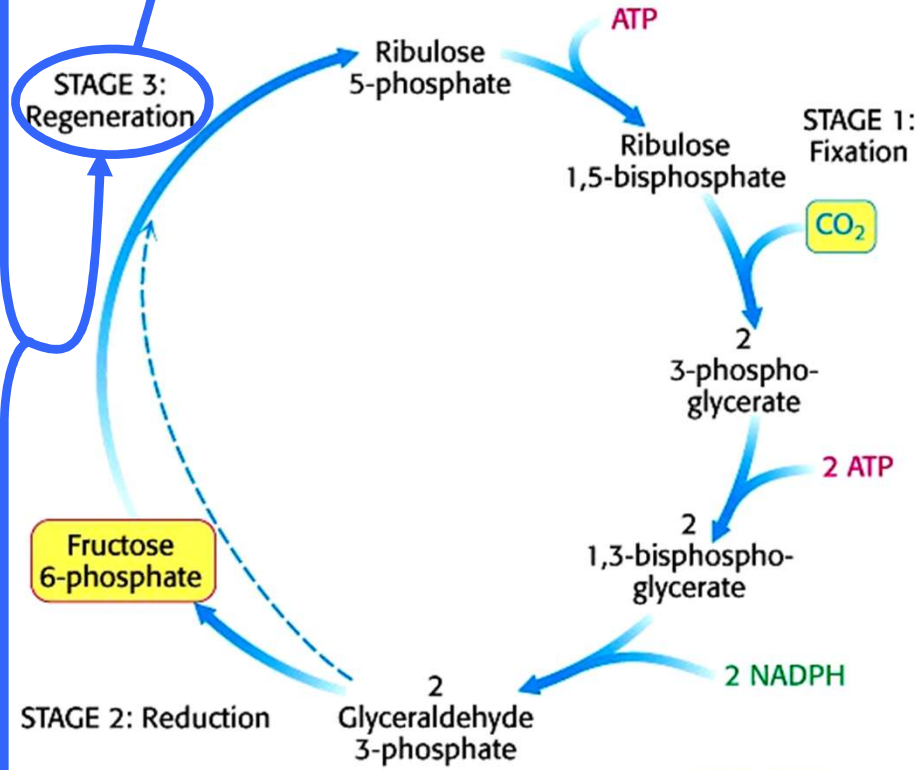 ATP
Ribulose
5-phosphate
STAGE 3:
Regeneration
STAGE 1:
Fixation
Ribulose
1,5-bisphosphate
CO₂
2
3-phospho-
glycerate
2 ATP
2
1,3-bisphospho-
glycerate
Fructose
6-phosphate
2 NADPH
2
Glyceraldehyde
3-phosphate
STAGE 2: Reduction